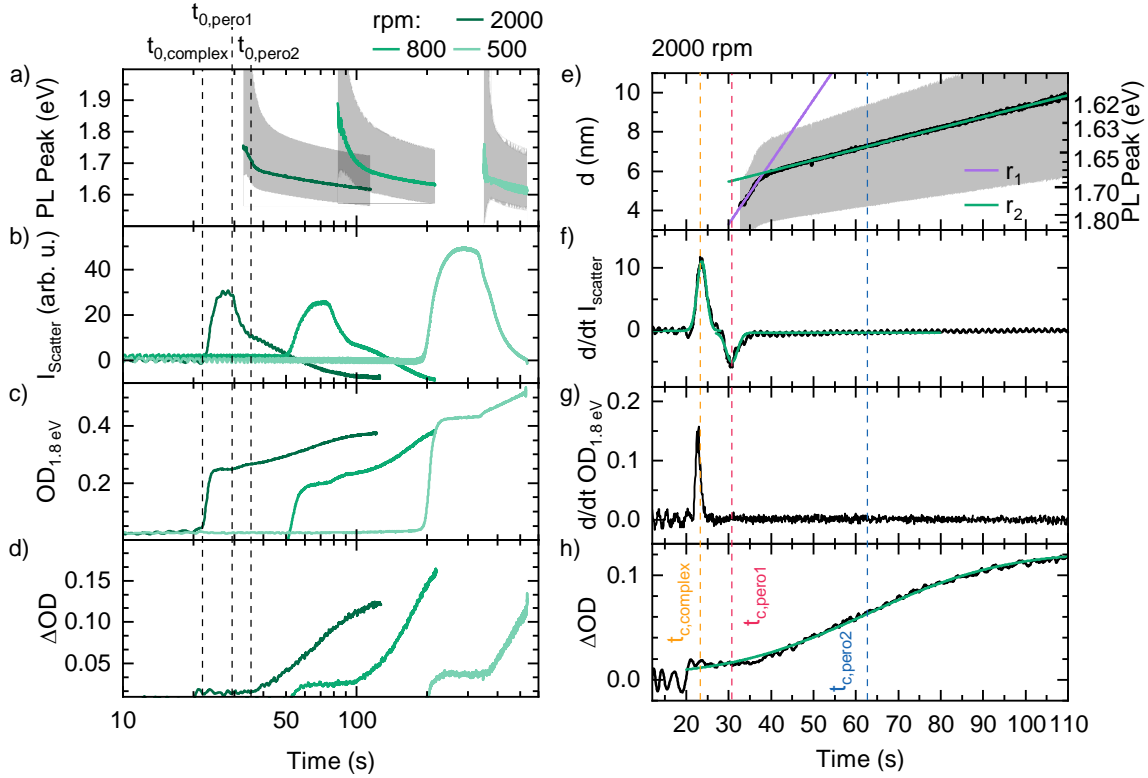 t0,pero1
rpm: 2000
t0,complex t0,pero2 800 500
2000 rpm
a)
PL Peak (eV)
1.9
1.8
1.7
1.6
b)
Iscatter (arb. u.)
40
20
0
c)
OD1.8 eV
0.4
0.2
d)
ΔOD
0.15
0.10
0.05
10 50 100
Time (s)
e)
d (nm)
10
8
6
4
r1
r2
1.62
1.63
1.65
1.70
1.80
PL Peak (eV)
f)
d/dt Iscatter
10
0
g)
d/dt OD1.8 eV
0.2
0.1
0.0
h)
ΔOD
0.1
0.0
tc,complex
tc,pero1
tc,pero2
20 30 40 50 60 70 80 90 100 110
Time (s)